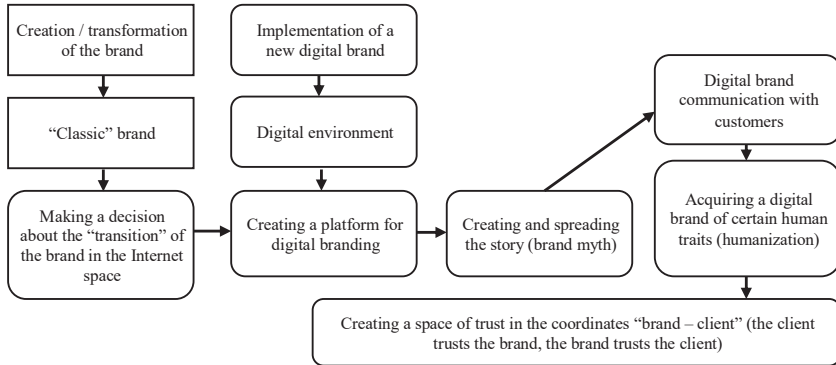 Creation / transformation
of the brand
“Classic” brand
Making a decision
about the “transition” of
the brand in the Internet
space
Implementation of a
new digital brand
Digital environment
Creating a platform for
digital branding
Creating and spreading
the story (brand myth)
Digital brand
communication with
customers
Acquiring a digital
brand of certain human
traits (humanization)
Creating a space of trust in the coordinates “brand – client” (the client
trusts the brand, the brand trusts the client)